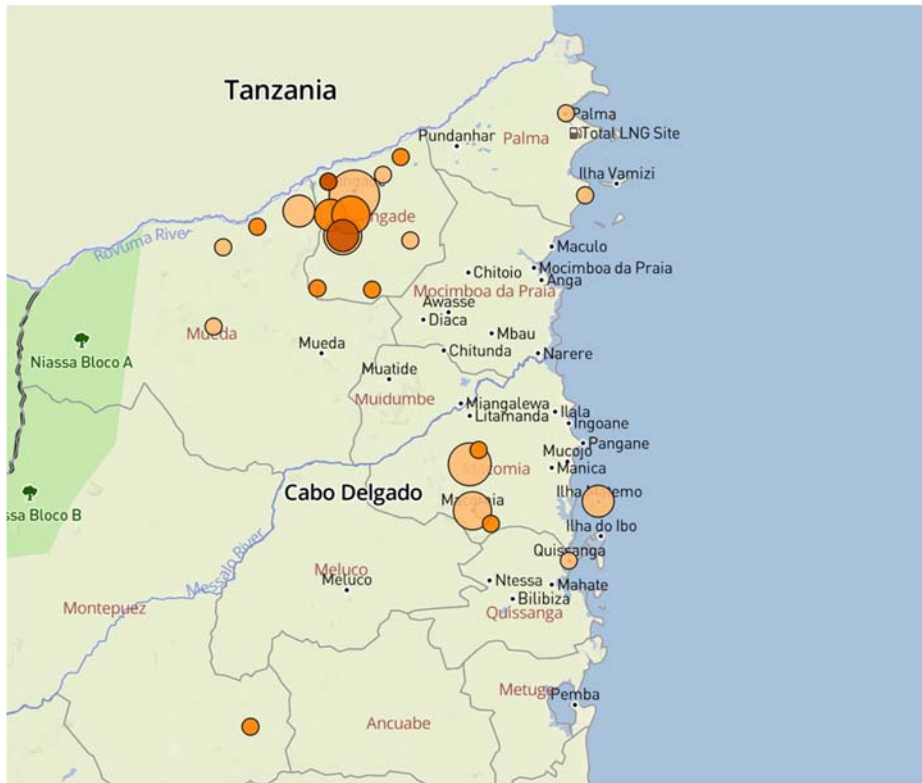 Tanzania
Palma
Total LNG Site
Pundanhar
Palma
Ilha Vamizi
ngade
Rovuma River
Maculo
Chitoio
Mocimboa da Praia
Anga
Mocimboa da Praia
Awasse
Diaca
Mbau
Mueda
Mueda
Chitunda
Narere
Niassa Bloco A
Muatide
Muidumbe
Miangalewa
Litamanda
Ilala
Ingoane
Pangane
Mucojo
Manica
Cabo Delgado
Ilha Matemo
ssa Bloco B
Ilha do Ibo
Quissanga
Messalo River
Meluco
Meluco
Ntessa
Mahate
Bilibiza
Quissanga
Montepuez
Metuge
Pemba
Ancuabe